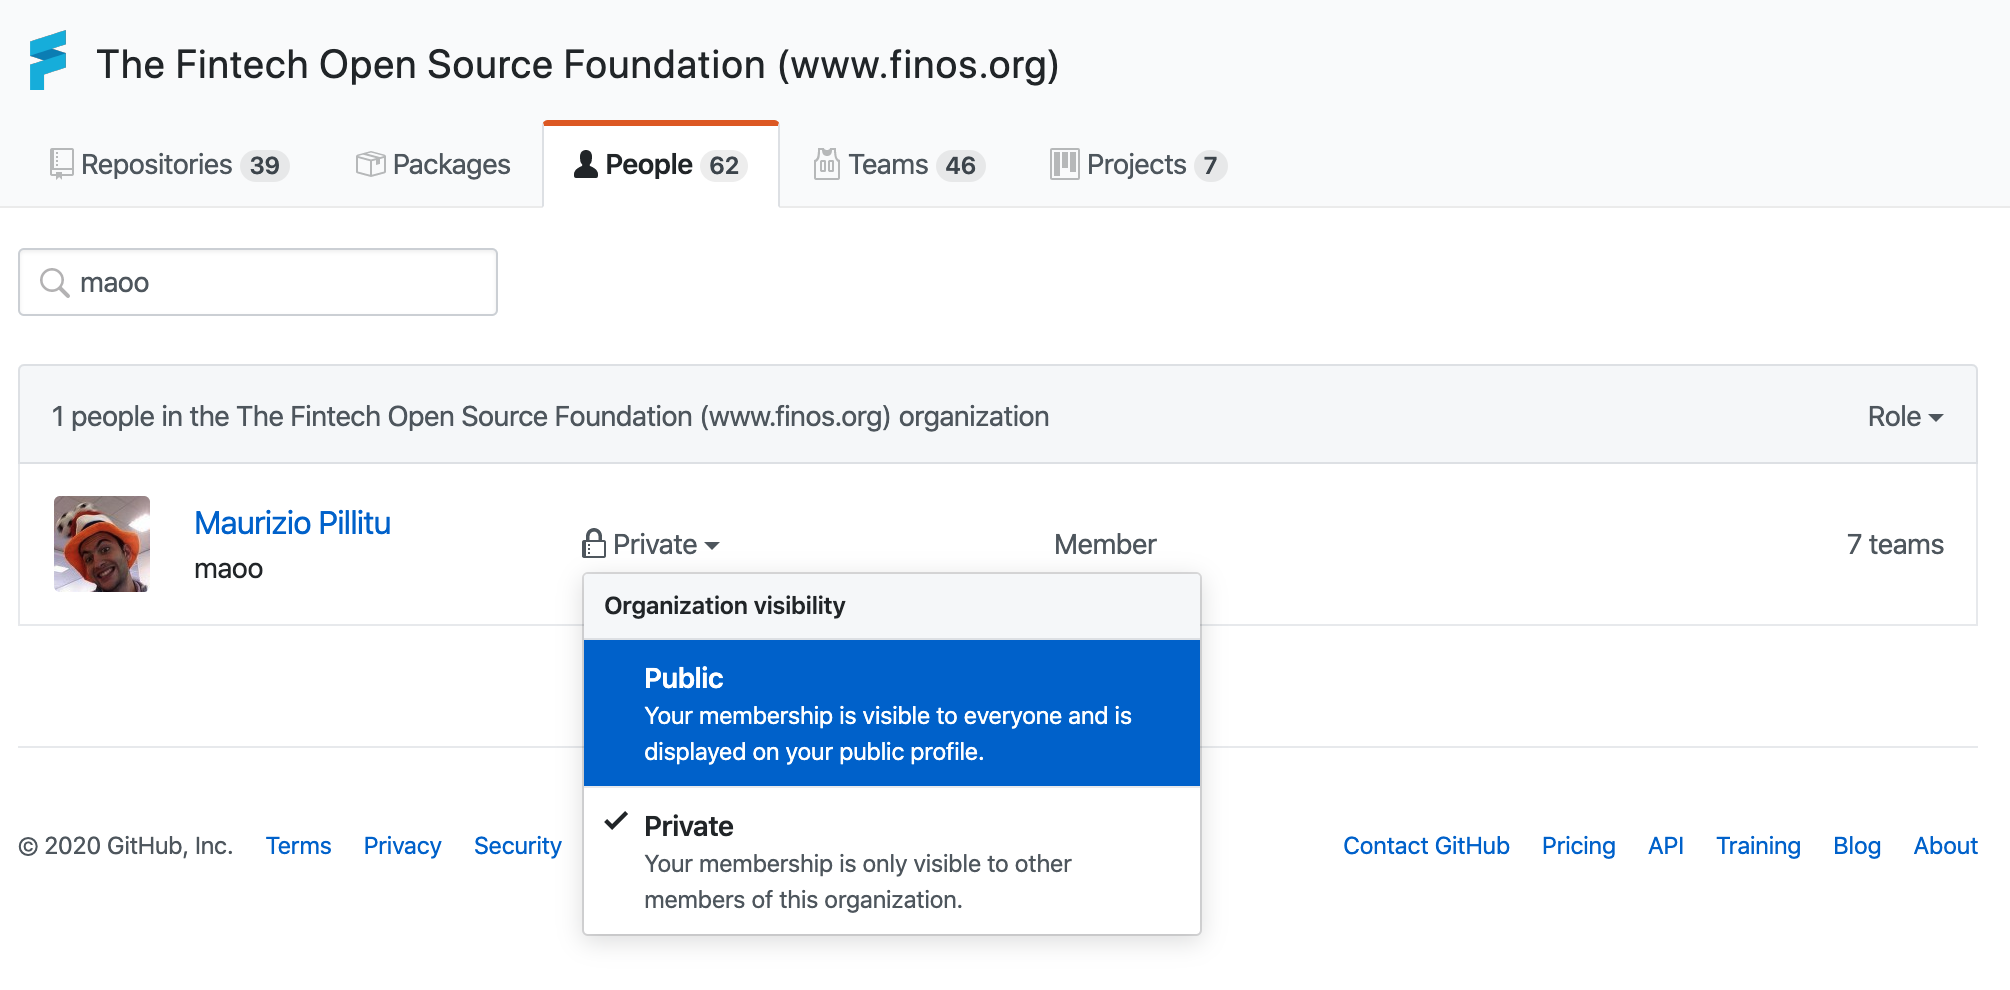 The Fintech Open Source Foundation (www.finos.org)
Repositories 39 Packages People 62 Teams 46 Projects 7
maoo
1 people in the The Fintech Open Source Foundation (www.finos.org) organization Role
Maurizio Pillitu
maoo
Private Member 7 teams
Organization visibility
Public
Your membership is visible to everyone and is
displayed on your public profile.
Private
Your membership is only visible to other
members of this organization.
© 2020 GitHub, Inc. Terms Privacy Security Contact GitHub Pricing API Training Blog About